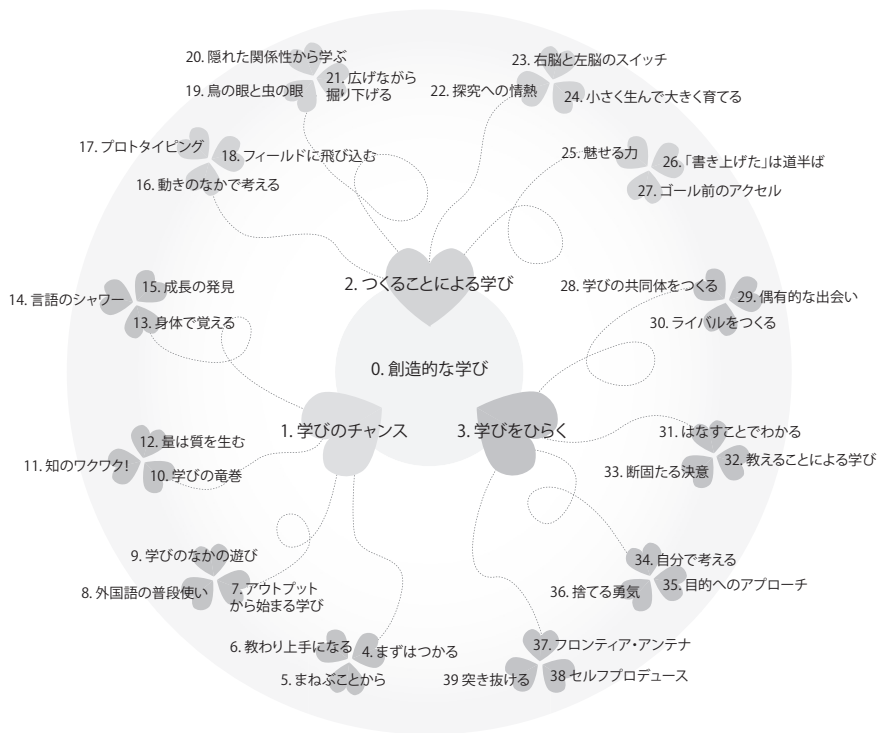 0. 創造的な学び
1. 学びのチャンス
2. つくることによる学び
3. 学びをひらく
4. まずはつかる
5. まねぶことから
6. 教わり上手になる
7. アウトプット
から始まる学び
8. 外国語の普段使い
9. 学びのなかの遊び
10. 学びの竜巻
11. 知のワクワク!
12. 量は質を生む
13. 身体で覚える
14. 言語のシャワー
15. 成長の発見
16. 動きのなかで考える
17. プロトタイピング
18. フィールドに飛び込む
19. 鳥の眼と虫の眼
20. 隠れた関係性から学ぶ
21. 広げながら
掘り下げる
22. 探究への情熱
23. 右脳と左脳のスイッチ
24. 小さく生んで大きく育てる
25. 魅せる力
26.「書き上げた」は道半ば
27. ゴール前のアクセル
28. 学びの共同体をつくる
29. 偶有的な出会い
30. ライバルをつくる
31. はなすことでわかる
32. 教えることによる学び
33. 断固たる決意
34. 自分で考える
35. 目的へのアプローチ
36. 捨てる勇気
37. フロンティア・アンテナ
38 セルフプロデュース
39 突き抜ける